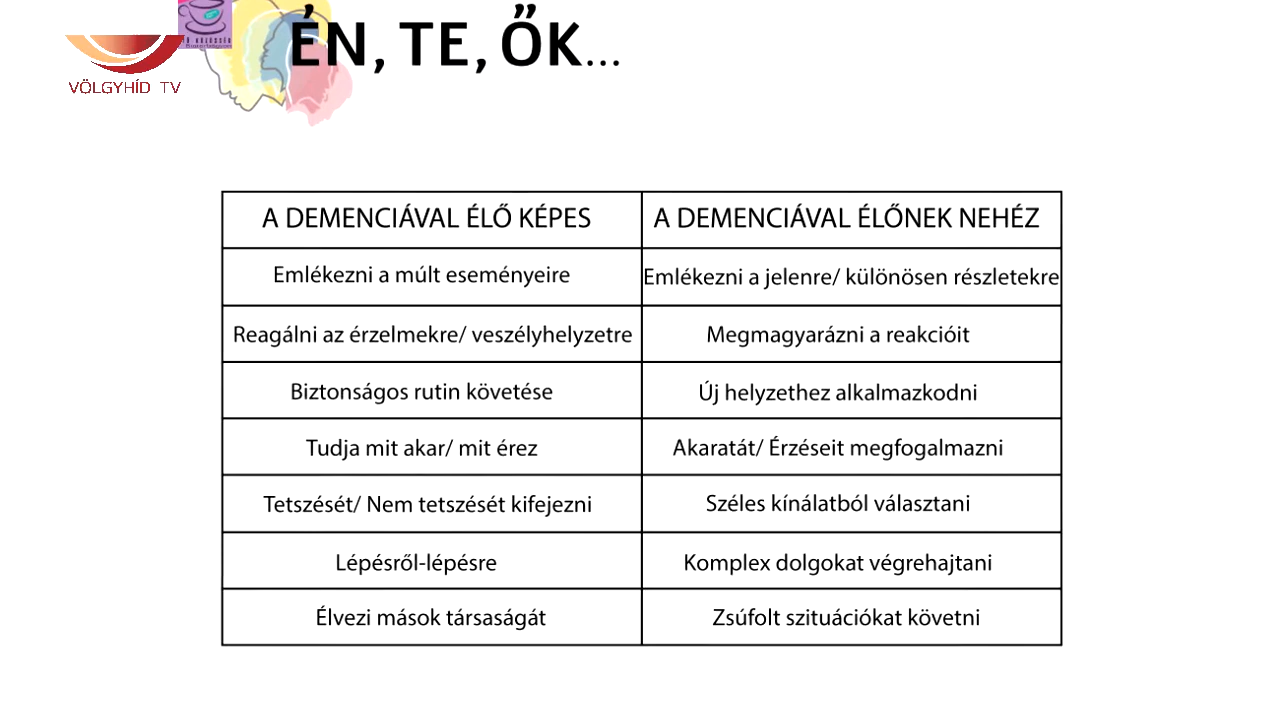 ÉN, TE, ŐK...
VÖLGYHÍD TV
A DEMENCIÁVAL ÉLŐ KÉPES
A DEMENCIÁVAL ÉLŐNEK NEHÉZ
Emlékezni a múlt eseményeire
Emlékezni a jelenre/ különösen részletekre
Reagálni az érzelmekre/ veszélyhelyzetre
Megmagyarázni a reakcióit
Biztonságos rutin követése
Új helyzethez alkalmazkodni
Tudja mit akar/ mit érez
Akaratát/ Érzéseit megfogalmazni
Tetszését/ Nem tetszését kifejezni
Széles kínálatból választani
Lépésről-lépésre
Komplex dolgokat végrehajtani
Élvezi mások társaságát
Zsúfolt szituációkat követni